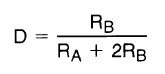 D = R_B / (R_A + 2R_B)